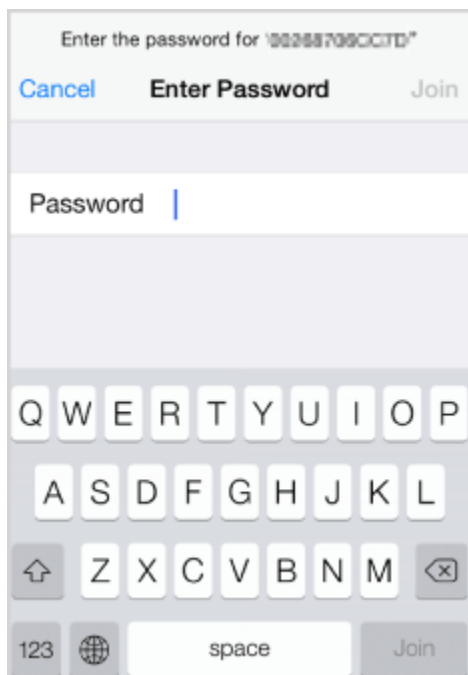 Enter the password for
Cancel Enter Password Join
Password
Q W E R T Y U I O P
A S D F G H J K L
Z X C V B N M
123 space Join